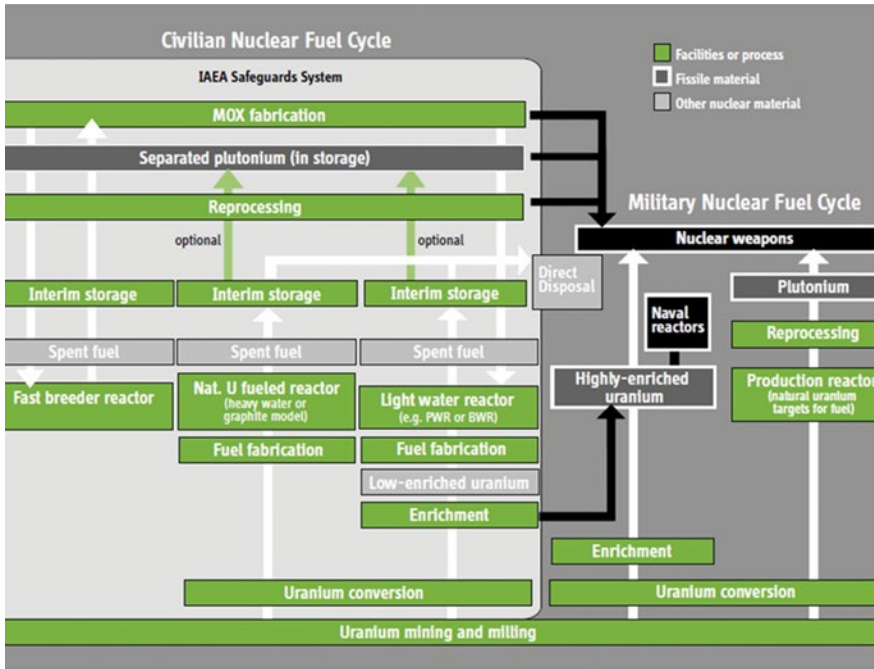 Civilian Nuclear Fuel Cycle
IAEA Safeguards System
Facilities or process
Fissile material
Other nuclear material
MOX fabrication
Separated plutonium (in storage)
Reprocessing
optional
optional
Military Nuclear Fuel Cycle
Nuclear weapons
Direct
Disposal
Interim storage
Interim storage
Interim storage
Plutonium
Naval
reactors
Reprocessing
Spent fuel
Spent fuel
Spent fuel
Fast breeder reactor
Nat. U fueled reactor
(heavy water or
graphite model)
Light water reactor
(e.g. PWR or BWR)
Highly-enriched
uranium
Production reactor
(natural uranium
targets for fuel)
Fuel fabrication
Fuel fabrication
Low-enriched uranium
Enrichment
Enrichment
Uranium conversion
Uranium conversion
Uranium mining and milling